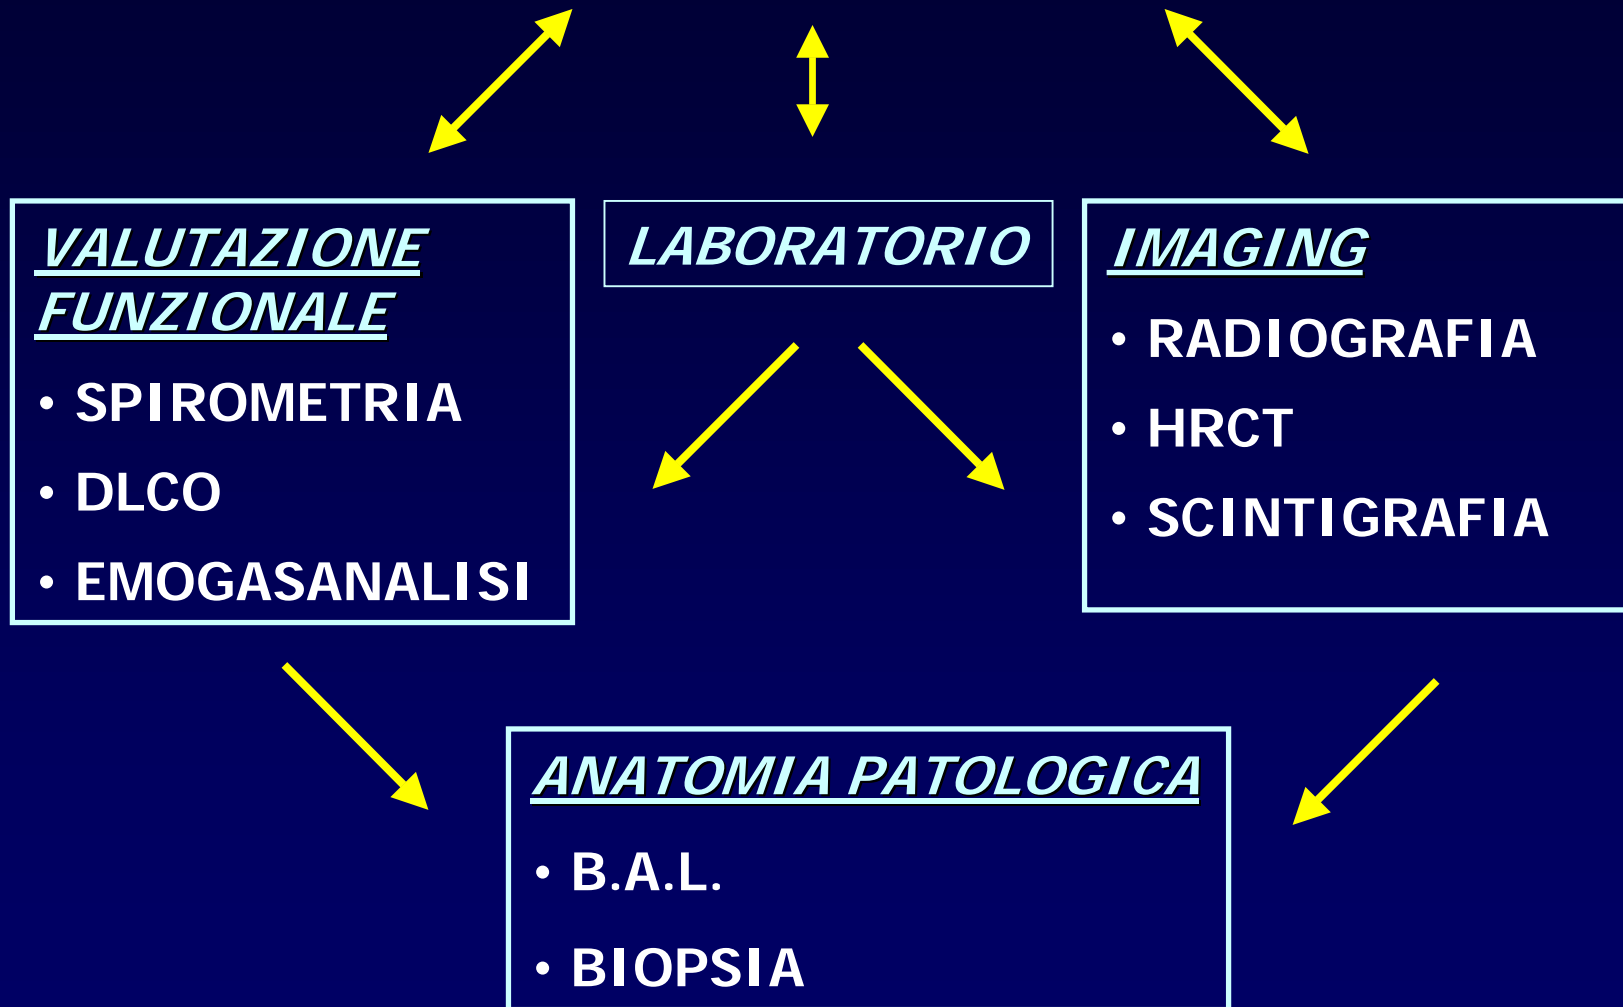 VALUTAZIONE
FUNZIONALE
• SPIROMETRIA
• DLCO
• EMOGASANALISI
LABORATORIO
IMAGING
• RADIOGRAFIA
• HRCT
• SCINTIGRAFIA
ANATOMIA PATOLOGICA
• B.A.L.
• BIOPSIA